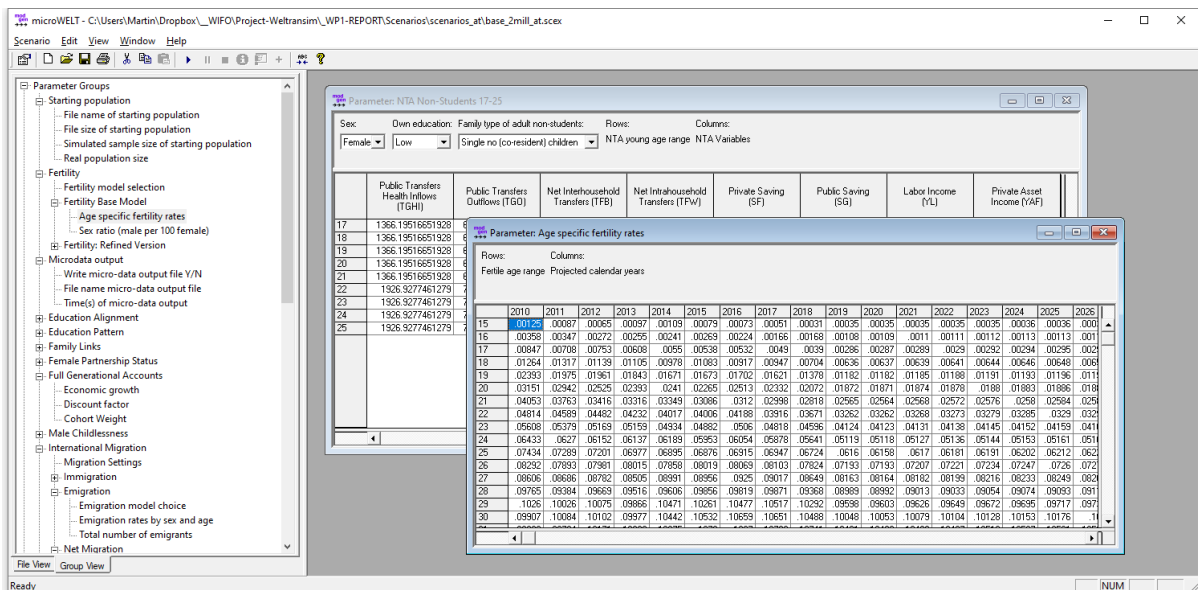 microWELT - C:\Users\Martin\Dropbox\__WIFO\Project-Weltransim\_WP1-REPORT\Scenarios\scenarios_at\base_2mill_at.scex
Scenario Edit View Window Help
Parameter Groups
Starting population
File name of starting population
File size of starting population
Simulated sample size of starting population
Real population size
Fertility
Fertility model selection
Fertility Base Model
Age specific fertility rates
Sex ratio (male per 100 female)
Fertility: Refined Version
Microdata output
Write micro-data output file Y/N
File name micro-data output file
Time(s) of micro-data output
Education Alignment
Education Pattern
Family Links
Female Partnership Status
Full Generational Accounts
Economic growth
Discount factor
Cohort Weight
Male Childlessness
International Migration
Migration Settings
Immigration
Emigration
Emigration model choice
Emigration rates by sex and age
Total number of emigrants
Net Migration
File View Group View
Ready
NUM
Parameter: NTA Non-Students 17-25
Sex: Own education: Family type of adult non-students: Rows: Columns:
Female Low Single no (co-resident) children NTA young age range NTA Variables
Public Transfers Health Inflows (TGHI) Public Transfers Outflows (TGO) Net Interhousehold Transfers (TFB) Net Intrahousehold Transfers (TFW) Private Saving (SF) Public Saving (SG) Labor Income (YL) Private Asset Income (YAF)
17 1366.19516651928
18 1366.19516651928
19 1366.19516651928
20 1366.19516651928
21 1366.19516651928
22 1926.9277461279
23 1926.9277461279
24 1926.9277461279
25 1926.9277461279
Parameter: Age specific fertility rates
Rows: Columns:
Fertile age range Projected calendar years
2010 2011 2012 2013 2014 2015 2016 2017 2018 2019 2020 2021 2022 2023 2024 2025 2026
15 .00125 .00087 .00065 .00097 .00109 .00079 .00073 .00051 .00031 .00035 .00035 .00035 .00035 .00035 .00036 .00036
16 .00358 .00347 .00272 .00255 .00241 .00269 .00224 .00166 .00168 .00108 .00109 .0011 .00111 .00112 .00113 .00113
17 .00847 .00708 .00753 .00608 .0055 .00538 .00532 .0049 .0039 .00286 .00287 .00289 .0029 .00292 .00294 .00295
18 .01264 .01317 .01139 .01105 .00978 .01083 .00917 .00947 .00704 .00636 .00637 .00639 .00641 .00644 .00646 .00648
19 .02393 .01975 .01961 .01843 .01671 .01673 .01702 .01621 .01378 .01182 .01182 .01185 .01188 .01191 .01193 .01196
20 .03151 .02942 .02525 .02393 .0241 .02265 .02513 .02332 .02072 .01872 .01871 .01874 .01878 .0188 .01883 .01886
21 .04053 .03763 .03416 .03316 .03349 .03086 .0312 .02998 .02818 .02565 .02564 .02568 .02572 .02576 .0258 .02584
22 .04814 .04589 .04482 .04232 .04017 .04006 .04188 .03916 .03671 .03262 .03262 .03268 .03273 .03279 .03285 .0329
23 .05608 .05379 .05169 .05159 .04934 .04882 .0506 .04818 .04596 .04124 .04123 .04131 .04138 .04145 .04152 .04159
24 .06433 .0627 .06152 .06137 .06189 .05953 .06054 .05878 .05641 .05119 .05118 .05127 .05136 .05144 .05153 .05161
25 .07434 .07289 .07201 .06977 .06895 .06876 .06915 .06947 .06724 .0616 .06158 .0617 .06181 .06191 .06202 .06212
26 .08292 .07893 .07981 .08015 .07858 .08019 .08069 .08103 .07824 .07193 .07193 .07207 .07221 .07234 .07247 .0726
27 .08606 .08686 .08782 .08505 .08991 .08956 .0925 .09017 .08649 .08163 .08164 .08182 .08199 .08216 .08233 .08249
28 .09765 .09384 .09669 .09516 .09606 .09856 .09819 .09871 .09368 .08989 .08992 .09013 .09033 .09054 .09074 .09093
29 .1026 .10026 .10075 .09866 .10471 .10261 .10477 .10517 .10292 .09598 .09603 .09626 .09649 .09672 .09695 .09717
30 .09907 .10084 .10102 .09977 .10442 .10532 .10659 .10651 .10488 .10048 .10053 .10079 .10104 .10128 .10153 .10176